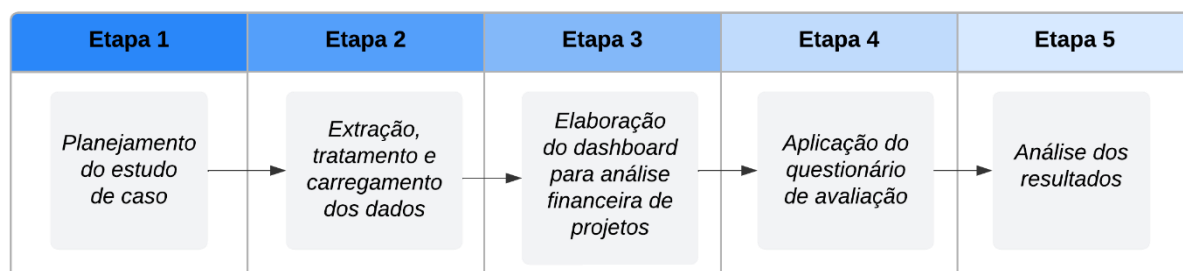 Etapa 1
Etapa 2
Etapa 3
Etapa 4
Etapa 5
Planejamento
do estudo
de caso
Extração,
tratamento e
carregamento
dos dados
Elaboração
do dashboard
para análise
financeira de
projetos
Aplicação do
questionário
de avaliação
Análise dos
resultados